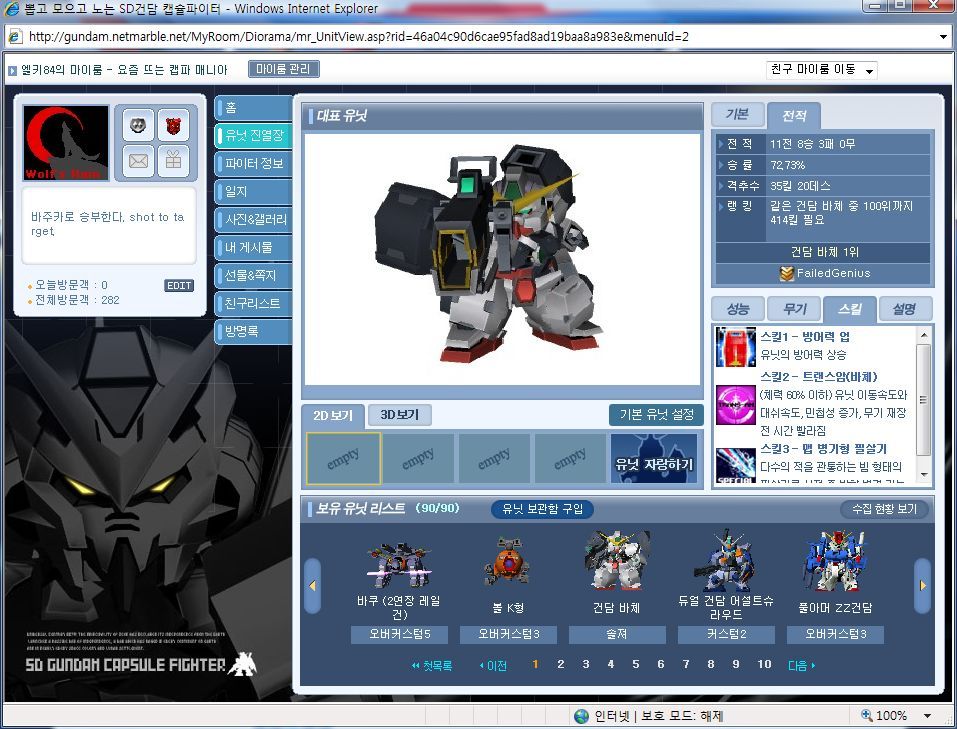 뽑고 모으고 노는 SD건담 캡슐파이터 - Windows Internet Explorer
http://gundam.netmarble.net/MyRoom/Diorama/mr_UnitView.asp?rid=46a04c90d6cae95fad8ad19baa8a983e&menuId=2
엘키84의 마이룸 - 요즘 뜨는 캡파 매니아
마이룸 관리
친구 마이룸 이동
Wolf's Rain
바주카로 승부한다, shot to ta
rget.
오늘방문객 : 0
EDIT
전체방문객 : 282
홈
유닛 진열장
파이터 정보
일지
사진&갤러리
내 게시물
선물&쪽지
친구리스트
방명록
대표 유닛
2D보기
3D보기
기본 유닛 설정
empty
empty
empty
empty
유닛 자랑하기
기본
전적
전 적 11전 8승 3패 0무
승 률 72.73%
격추수 35킬 20데스
랭 킹 같은 건담 바체 중 100위까지
414킬 필요
건담 바체 1위
FailedGenius
성능
무기
스킬
설명
스킬1 - 방어력 업
유닛의 방어력 상승
스킬2 - 트랜스암(바체)
(체력 60% 이하) 유닛 이동속도와
대쉬속도, 민첩성 증가, 무기 재장
전 시간 빨라짐
스킬3 - 맵 병기형 필살기
다수의 적을 관통하는 빔 형태의
SPECIAL
보유 유닛 리스트 (90/90)
유닛 보관함 구입
수집 현황 보기
바쿠 (2연장 레일
건)
오버커스텀5
볼 K형
오버커스텀3
건담 바체
솔져
듀얼 건담 어설트슈
라우드
커스텀2
풀아머 ZZ건담
오버커스텀3
첫목록 이전 1 2 3 4 5 6 7 8 9 10 다음
SD GUNDAM CAPSULE FIGHTER
인터넷 | 보호 모드: 해제
100%